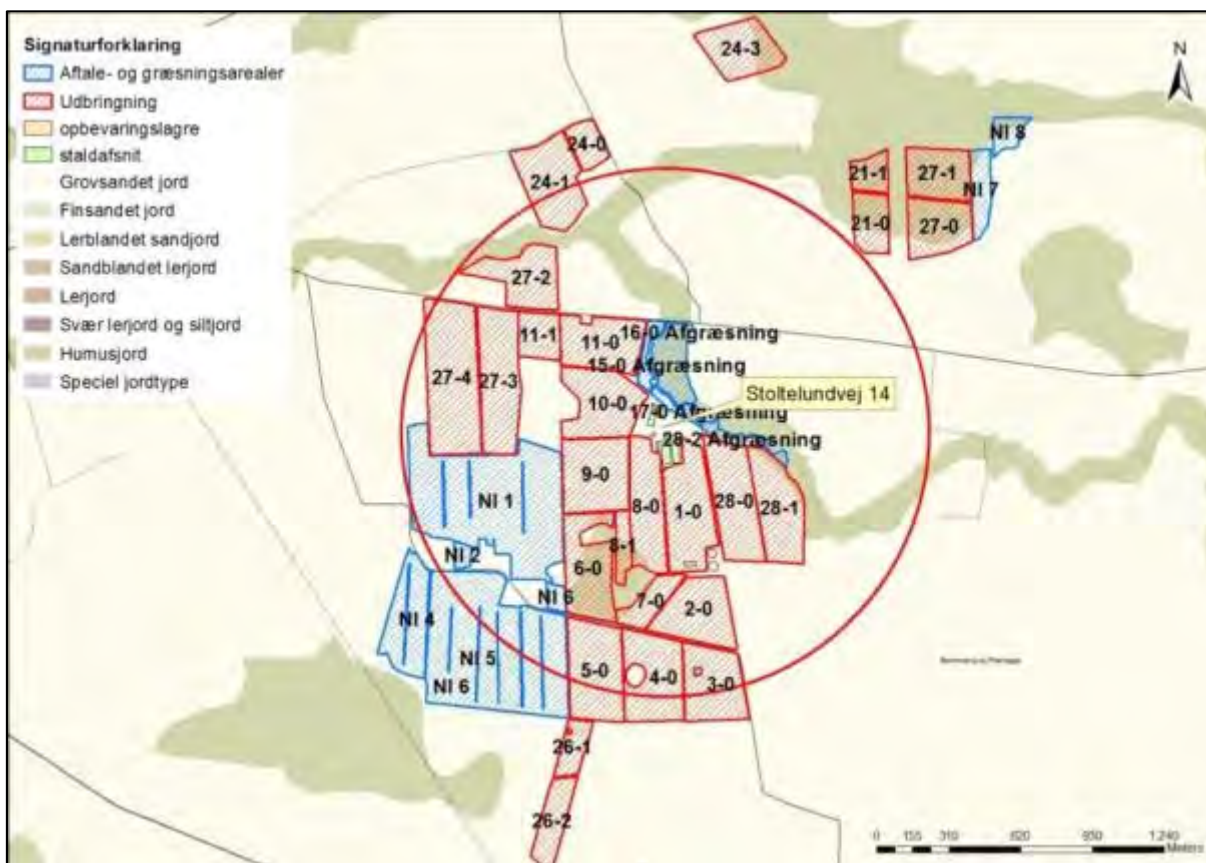 Signaturforklaring
Aftale- og græsningsarealer
Udbringning
opbevaringslagre
staldafsnit
Grovsandet jord
Finsandet jord
Lerblandet sandjord
Sandblandet lerjord
Lerjord
Svær lerjord og siltjord
Humusjord
Speciel jordtype
N
24-3
24-0
24-1
NI 8
21-1
27-1
NI 7
21-0
27-0
27-2
11-1
11-0
16-0 Afgræsning
15-0 Afgræsning
27-4
27-3
10-0
Stoltelundvej 14
17-0 Afgræsning
28-2 Afgræsning
9-0
NI 1
8-0
1-0
28-0
28-1
NI 2
8-1
6-0
NI 6
7-0
2-0
NI 4
NI 5
NI 6
5-0
4-0
3-0
26-1
26-2
0 155 310 620 930 1.240
Meters